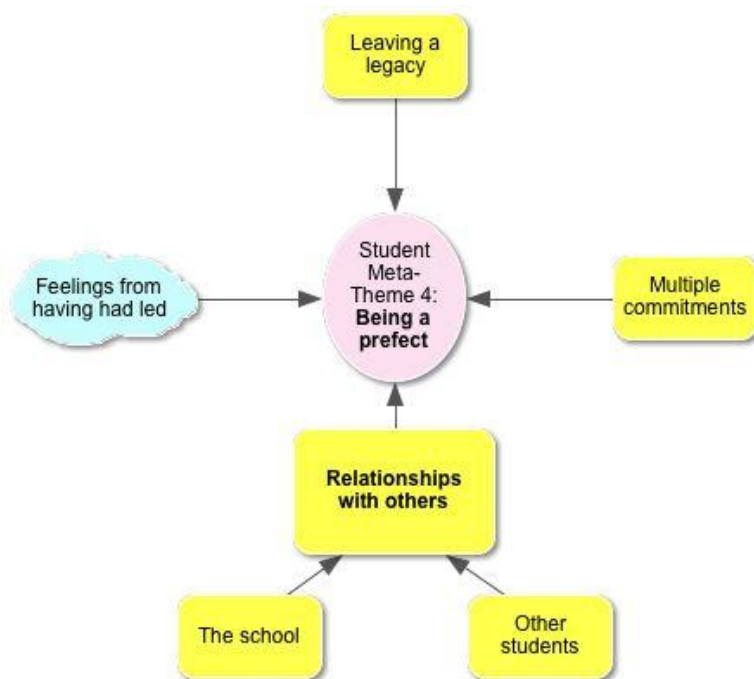 Leaving a
legacy
Student
Meta-
Theme 4:
Being a
prefect
Feelings from
having had led
Multiple
commitments
Relationships
with others
The school
Other
students